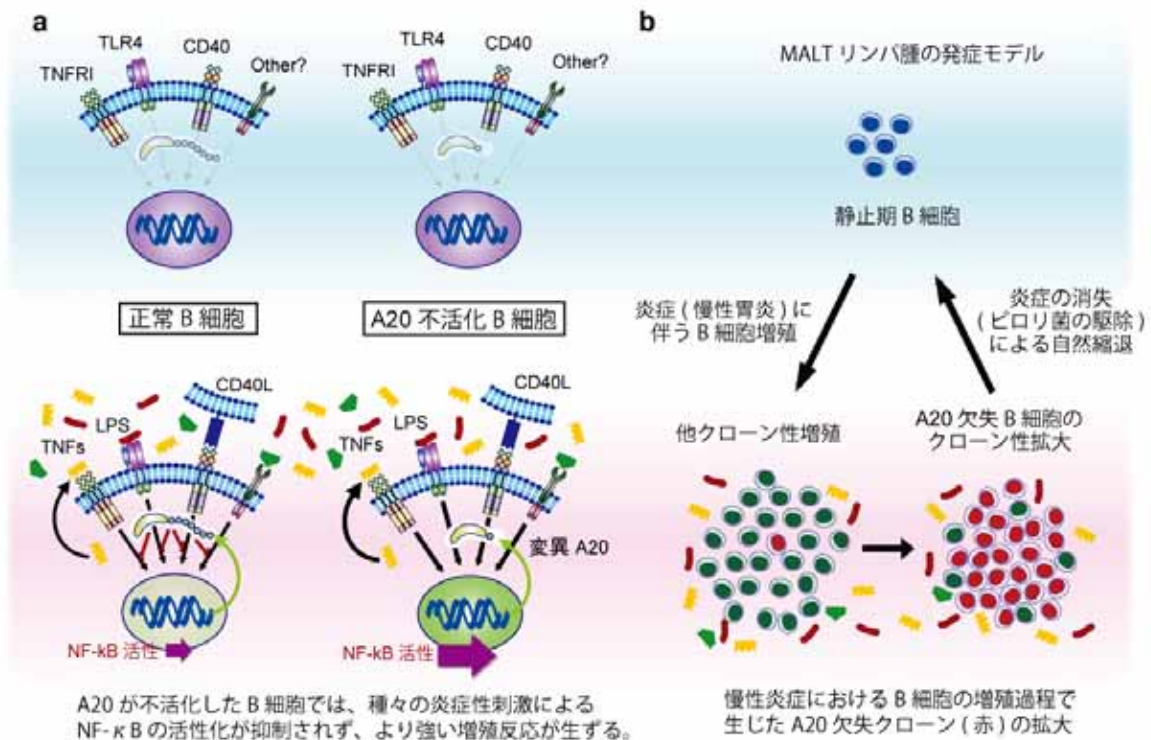 a
TLR4
CD40
TNFRI
Other?
TLR4
CD40
TNFRI
Other?
正常 B 細胞
A20 不活化 B 細胞
CD40L
LPS
TNFs
NF-kB 活性
CD40L
LPS
TNFs
変異 A20
NF-kB 活性
A20 が不活化した B 細胞では、種々の炎症性刺激による
NF-κB の活性化が抑制されず、より強い増殖反応が生ずる。
b
MALT リンパ腫の発症モデル
静止期 B 細胞
炎症 ( 慢性胃炎 ) に
伴う B 細胞増殖
炎症の消失
( ピロリ菌の駆除 )
による自然縮退
他クローン性増殖
A20 欠失 B 細胞の
クローン性拡大
慢性炎症における B 細胞の増殖過程で
生じた A20 欠失クローン ( 赤 ) の拡大